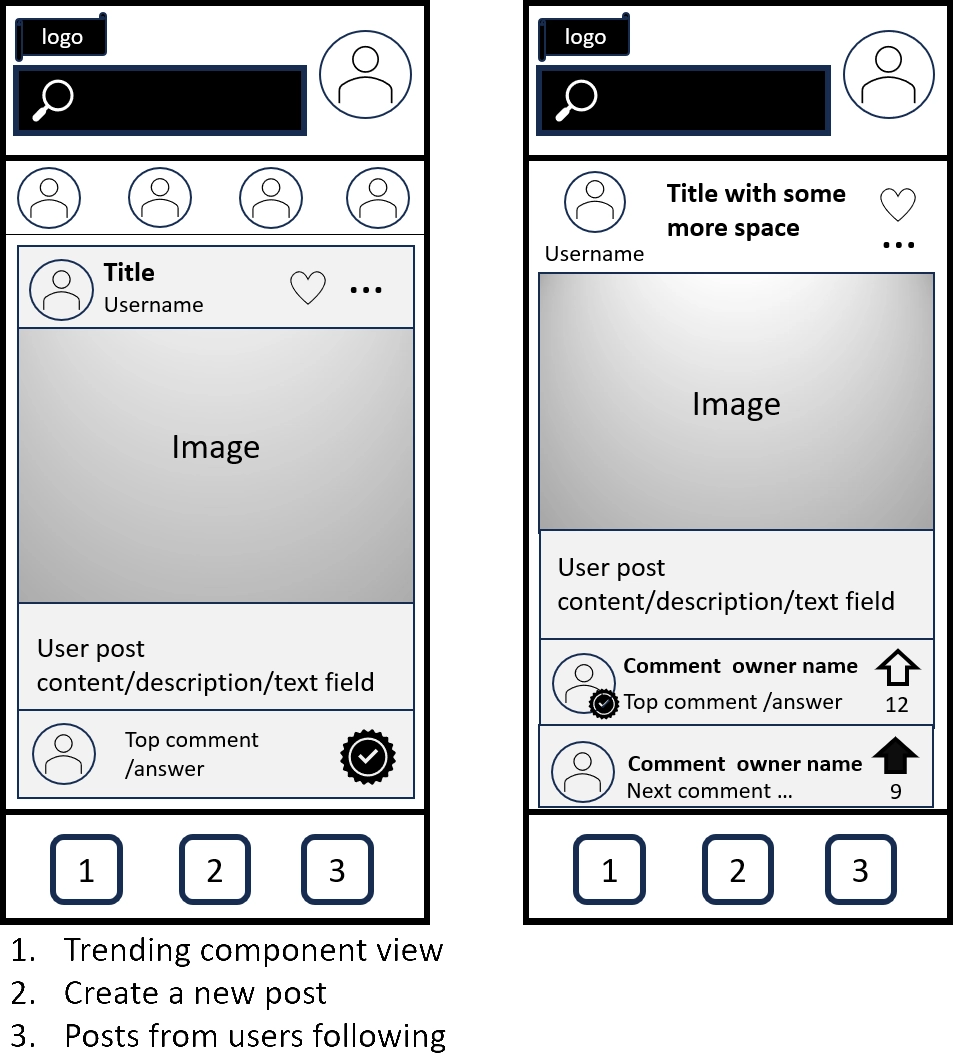 logo
Title
Username
Image
User post
content/description/text field
Top comment
/answer
1 2 3
logo
Title with some
more space
Username
Image
User post
content/description/text field
Comment owner name
Top comment /answer
12
Comment owner name
Next comment ...
9
1 2 3
1. Trending component view
2. Create a new post
3. Posts from users following